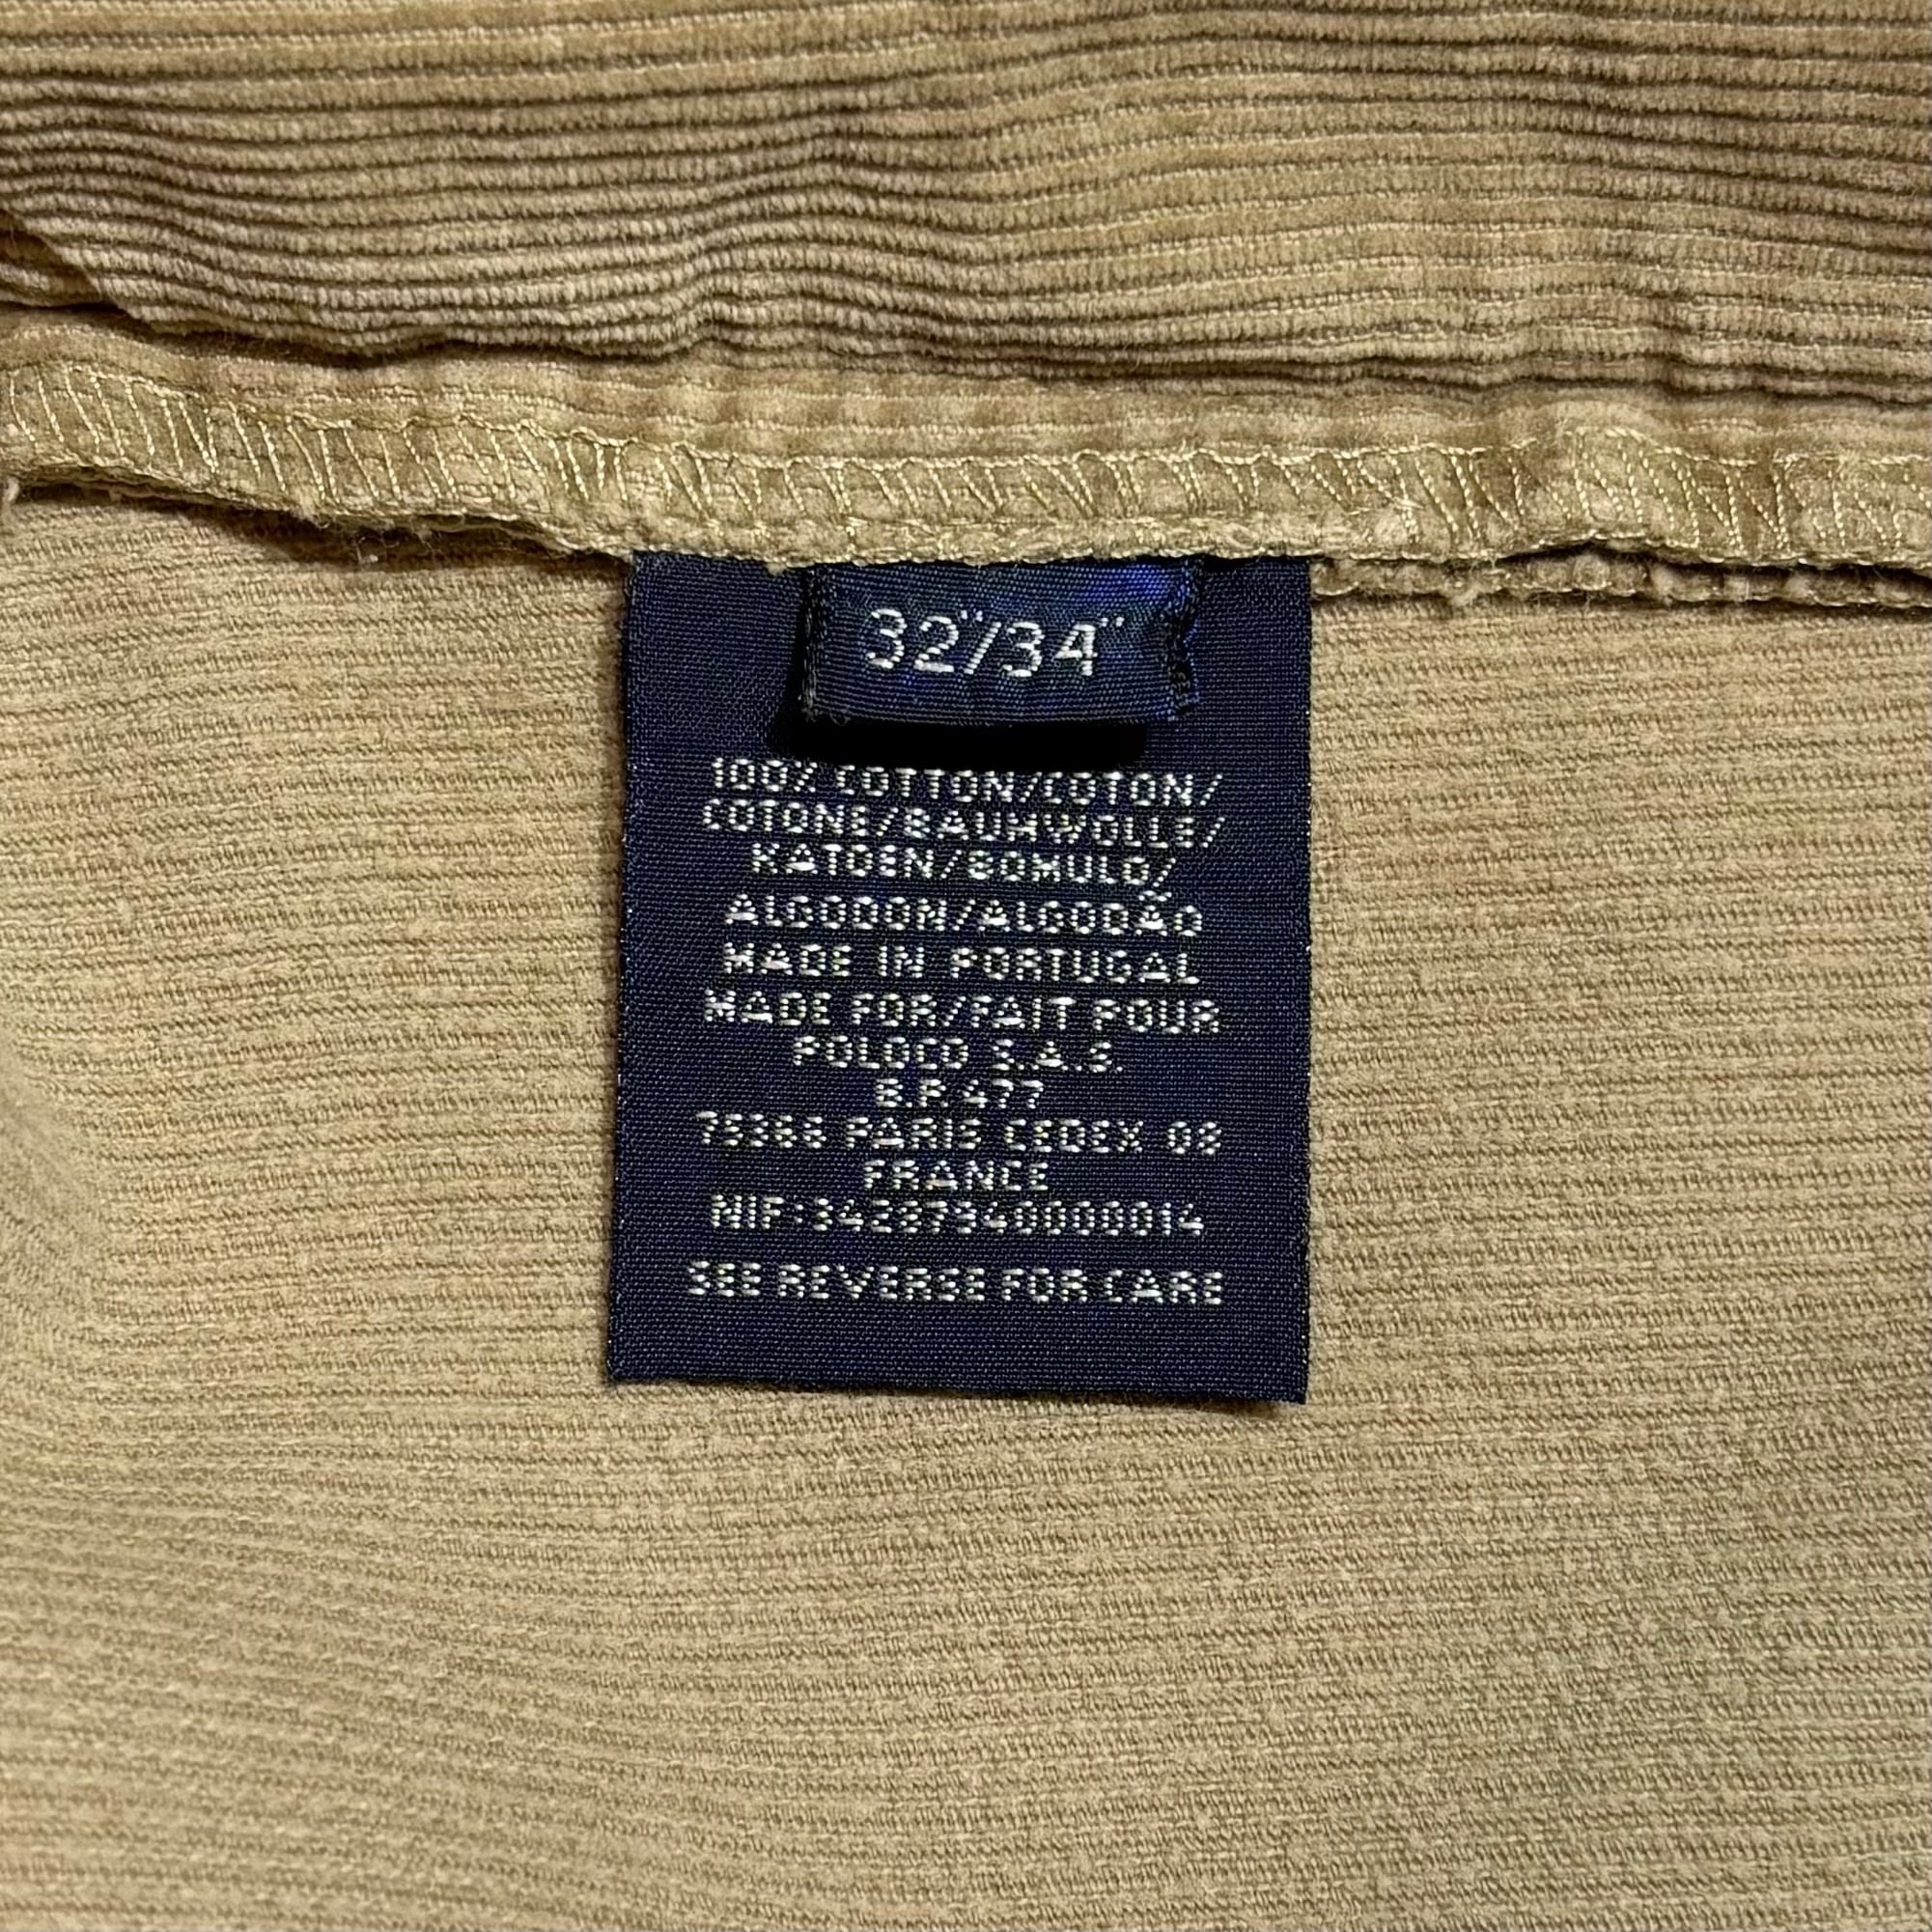 32"/34"
100% COTTON/COTON/
COTONE/BAUMWOLLE/
KATOEN/BOMULD/
ALGODON/ALGODÃO
MADE IN PORTUGAL
MADE FOR/FAIT POUR
POLOCO S.A.S.
B.P.477
75366 PARIS CEDEX 08
FRANCE
NIF:34287340000014
SEE REVERSE FOR CARE